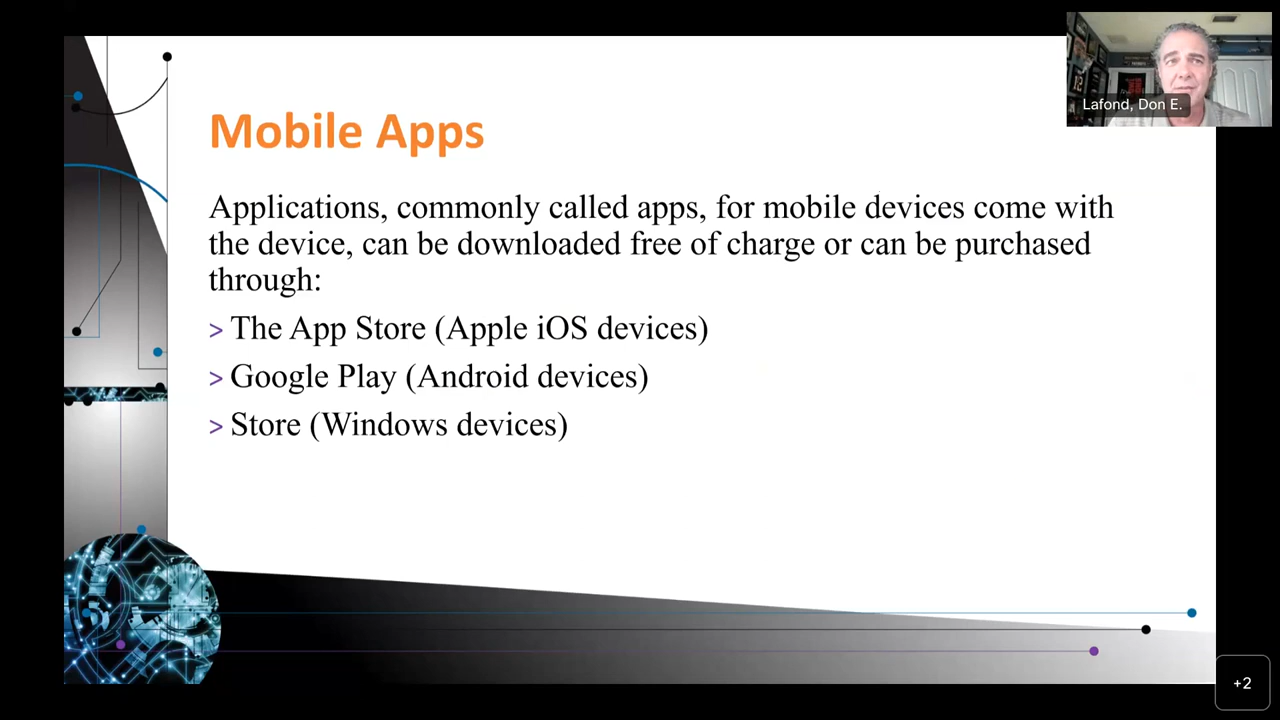 Mobile Apps
Applications, commonly called apps, for mobile devices come with
the device, can be downloaded free of charge or can be purchased
through:
> The App Store (Apple iOS devices)
> Google Play (Android devices)
> Store (Windows devices)
Lafond, Don E.
+2